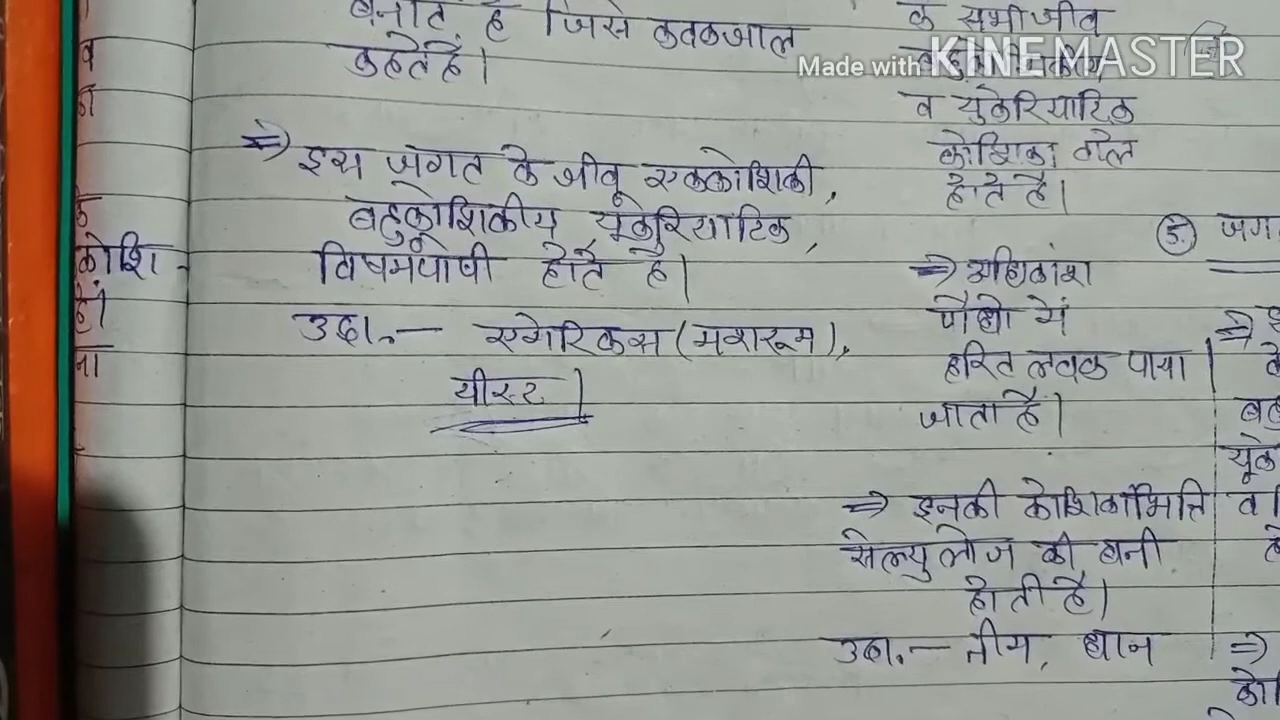 बनाते है जिसे कवकजाल
कहेते है।
=> इस जगत के जीव एककोशिकी,
बहुकोशिकीय यूकेरियाटिक,
विषमपोषी होते है।
उदा.— एगेरिकस (मशरूम),
यीस्ट।
के सभी जीव
व युकेरियाटिक
कोशिका वाले
होते है।
=> अधिकांश
पौधो में
हरित लवक पाया
जाता है।
=> इनकी कोशिकाभित्ति
सेल्युलोज की बनी
होती है।
उदा.— नीम, धान
5. जग
=>
यूके
व
=>
को
व
कोशि
है।
Made with KINEMASTER